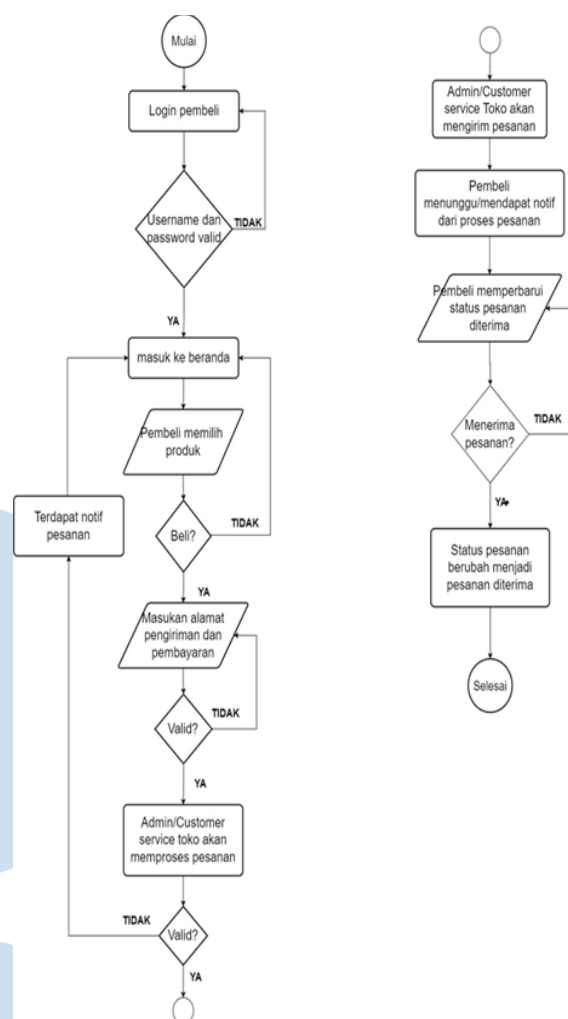 Mulai
Login pembeli
Username dan
password valid
TIDAK
YA
masuk ke beranda
Pembeli memilih
produk
Terdapat notif
pesanan
Beli?
TIDAK
YA
Masukan alamat
pengiriman dan
pembayaran
TIDAK
Valid?
YA
Admin/Customer
service toko akan
memproses pesanan
TIDAK
Valid?
YA
Admin/Customer
service Toko akan
mengirim pesanan
Pembeli
menunggu/mendapat notif
dari proses pesanan
Pembeli memperbarui
status pesanan
diterima
Menerima
pesanan?
TIDAK
YA
Status pesanan
berubah menjadi
pesanan diterima
Selesai